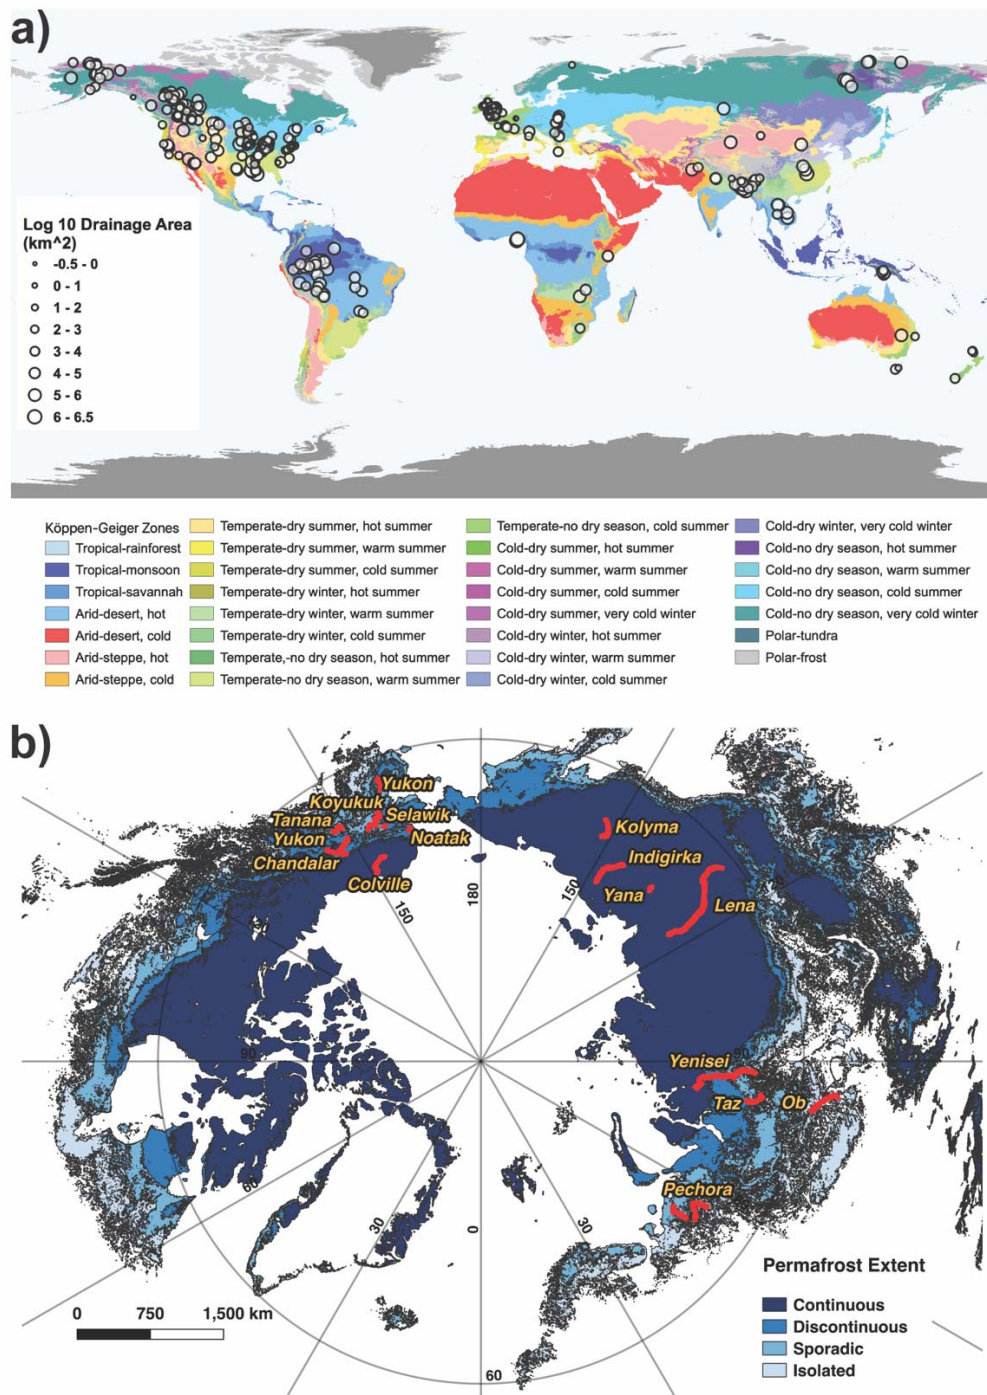 a)
Log 10 Drainage Area
(km^2)
-0.5 - 0
0 - 1
1 - 2
2 - 3
3 - 4
4 - 5
5 - 6
6 - 6.5
Köppen-Geiger Zones
Tropical-rainforest
Tropical-monsoon
Tropical-savannah
Arid-desert, hot
Arid-desert, cold
Arid-steppe, hot
Arid-steppe, cold
Temperate-dry summer, hot summer
Temperate-dry summer, warm summer
Temperate-dry summer, cold summer
Temperate-dry winter, hot summer
Temperate-dry winter, warm summer
Temperate-dry winter, cold summer
Temperate,-no dry season, hot summer
Temperate-no dry season, warm summer
Temperate-no dry season, cold summer
Cold-dry summer, hot summer
Cold-dry summer, warm summer
Cold-dry summer, cold summer
Cold-dry summer, very cold winter
Cold-dry winter, hot summer
Cold-dry winter, warm summer
Cold-dry winter, cold summer
Cold-dry winter, very cold winter
Cold-no dry season, hot summer
Cold-no dry season, warm summer
Cold-no dry season, cold summer
Cold-no dry season, very cold winter
Polar-tundra
Polar-frost
b)
Yukon
Koyukuk
Selawik
Tanana
Yukon
Noatak
Chandalar
Colville
Kolyma
Indigirka
Yana
Lena
180
150
150
90
Yenisei
Taz
Ob
60
Pechora
30
0
30
60
0 750 1,500 km
Permafrost Extent
Continuous
Discontinuous
Sporadic
Isolated